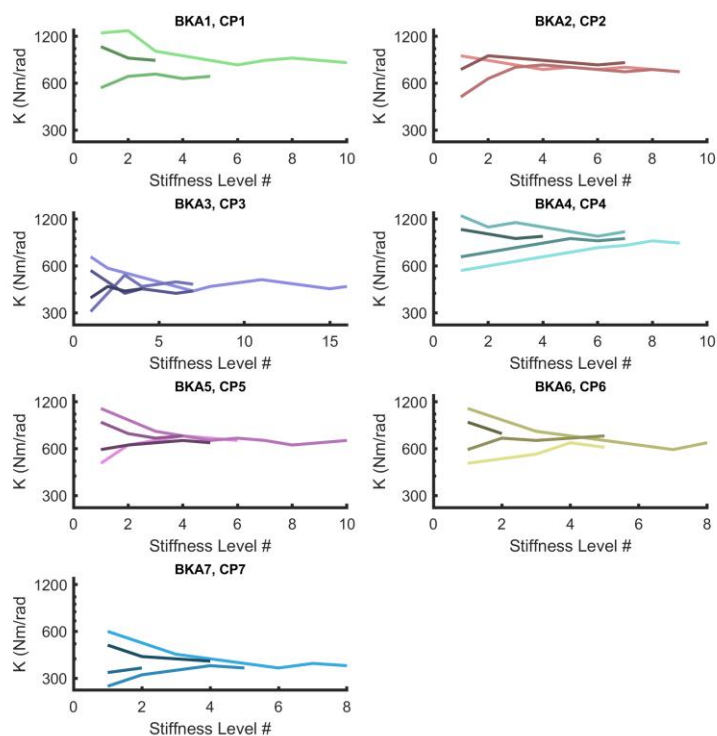 BKA1, CP1
K (Nm/rad
1200
600
300
0 2 4 6 8 10
Stiffness Level #
BKA2, CP2
K (Nm/rad
1200
600
300
0 2 4 6 8 10
Stiffness Level #
BKA3, CP3
K (Nm/rad
1200
600
300
0 5 10 15
Stiffness Level #
BKA4, CP4
K (Nm/rad
1200
600
300
0 2 4 6 8 10
Stiffness Level #
BKA5, CP5
K (Nm/rad
1200
600
300
0 2 4 6 8 10
Stiffness Level #
BKA6, CP6
K (Nm/rad
1200
600
300
0 2 4 6 8
Stiffness Level #
BKA7, CP7
K (Nm/rad
1200
600
300
0 2 4 6 8
Stiffness Level #